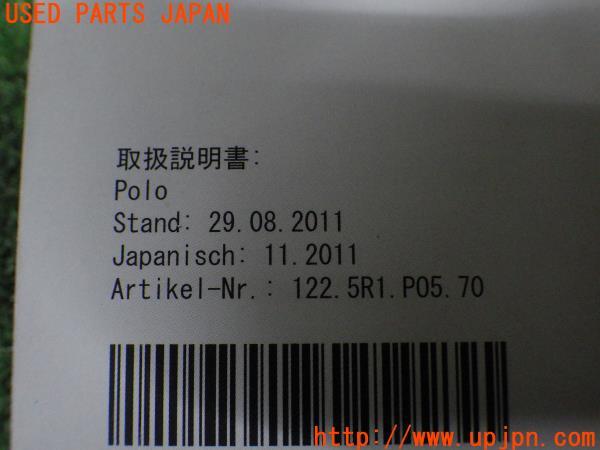 USED PARTS JAPAN
取扱説明書:
Polo
Stand: 29.08.2011
Japanisch: 11.2011
Artikel-Nr.: 122.5R1.PO5.70
http://www.upjpn.com